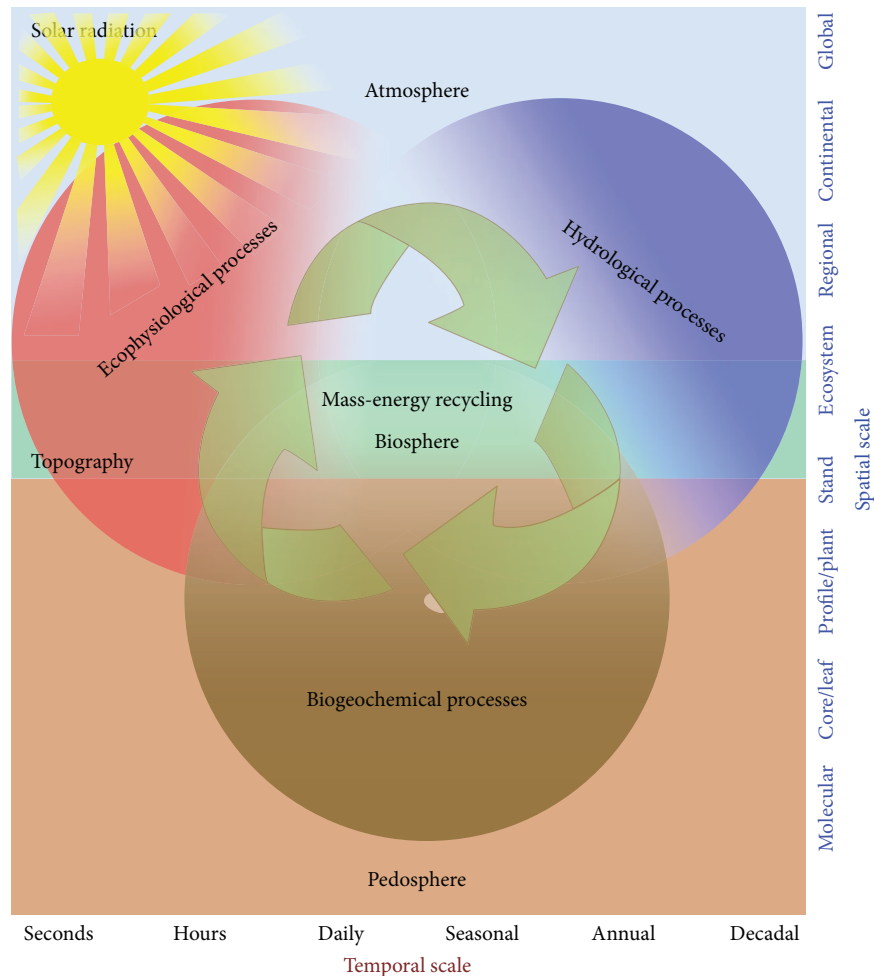 Solar radiation
Atmosphere
Ecophysiological processes
Hydrological processes
Mass-energy recycling
Biosphere
Topography
Biogeochemical processes
Pedosphere
Seconds
Hours
Daily
Seasonal
Annual
Decadal
Temporal scale
Global
Continental
Regional
Ecosystem
Stand
Profile/plant
Core/leaf
Molecular
Spatial scale